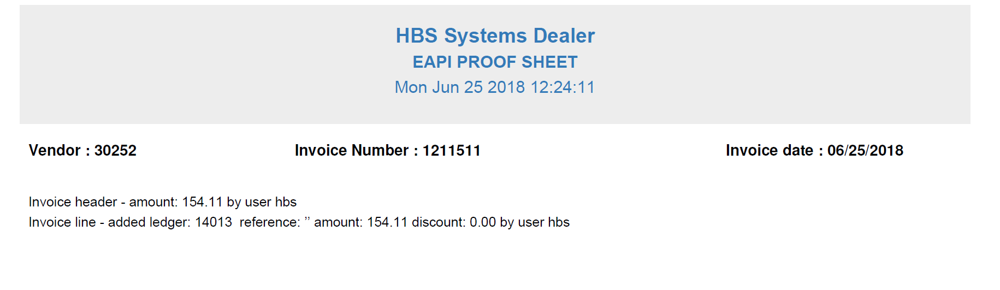 HBS Systems Dealer
EAPI PROOF SHEET
Mon Jun 25 2018 12:24:11
Vendor : 30252 Invoice Number : 1211511 Invoice date : 06/25/2018
Invoice header - amount: 154.11 by user hbs
Invoice line - added ledger: 14013  reference: ’’ amount: 154.11 discount: 0.00 by user hbs